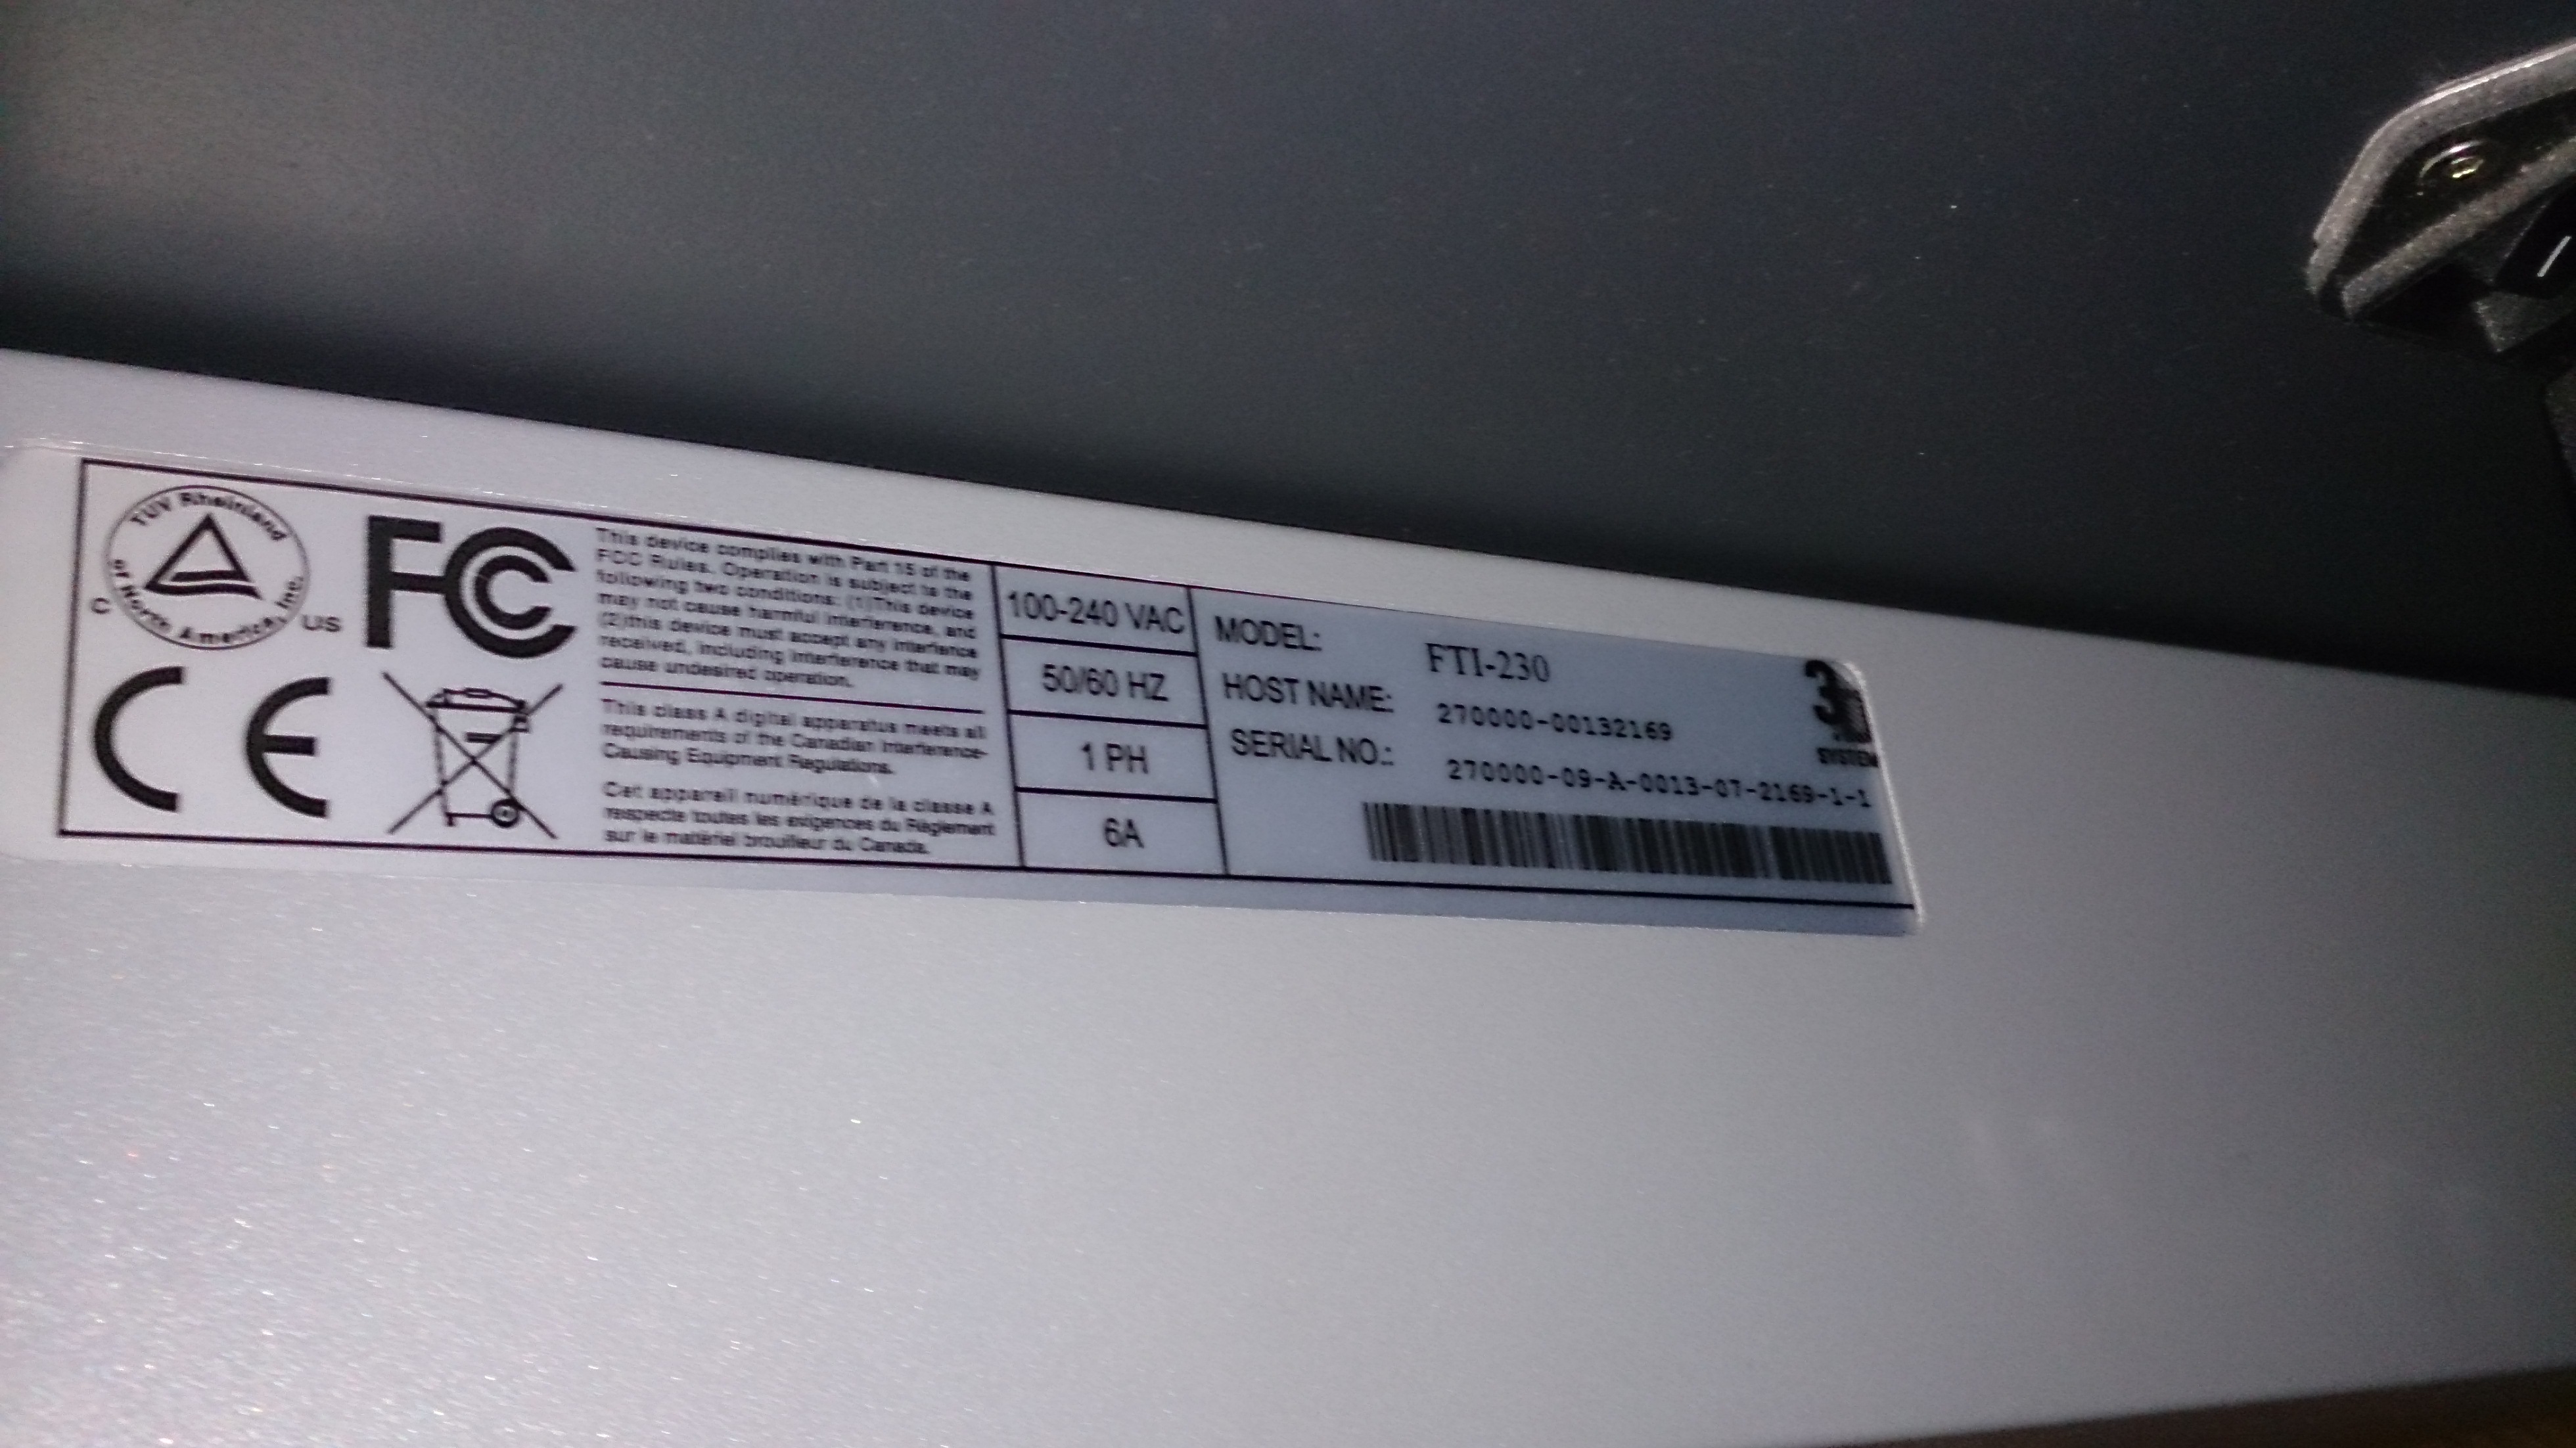 TÜV Rheinland
of North America, Inc.
C
US
FCC
CE
This device complies with Part 15 of the
FCC Rules. Operation is subject to the
following two conditions: (1)This device
may not cause harmful interference, and
(2)this device must accept any interfence
received, including interference that may
cause undesired operation.
This class A digital apparatus meets all
requirements of the Canadian Interference-
Causing Equipment Regulations.
Cet appareil numérique de la classe A
respecte toutes les exigences du Règlement
sur le matériel brouilleur du Canada.
100-240 VAC
50/60 HZ
1 PH
6A
MODEL: FTI-230
HOST NAME: 270000-00132169
SERIAL NO.: 270000-09-A-0013-07-2169-1-1
3D
SYSTEM